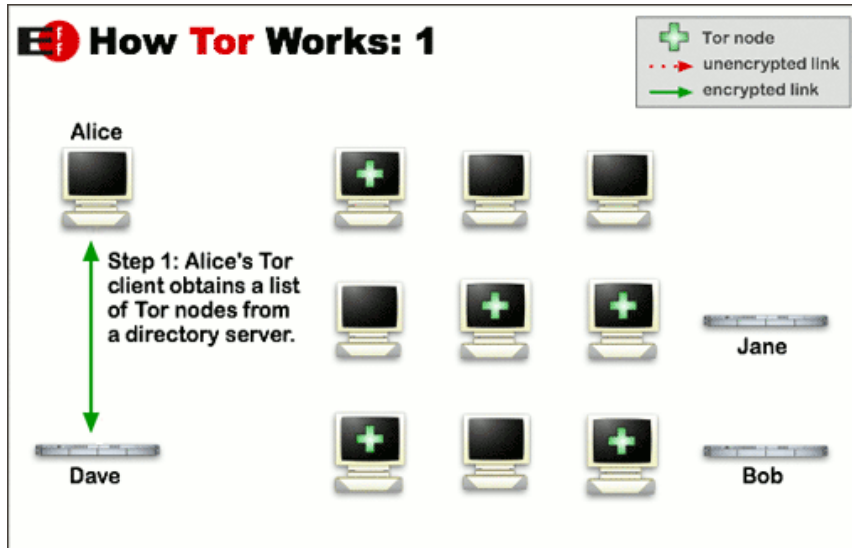 EFF How Tor Works: 1
Tor node
unencrypted link
encrypted link
Alice
Step 1: Alice's Tor
client obtains a list
of Tor nodes from
a directory server.
Jane
Dave
Bob